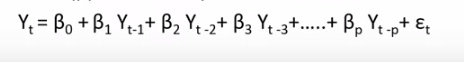 Yₜ = β₀ + β₁ Yₜ₋₁ + β₂ Yₜ₋₂ + β₃ Yₜ₋₃ +.....+ βₚ Yₜ₋ₚ + εₜ